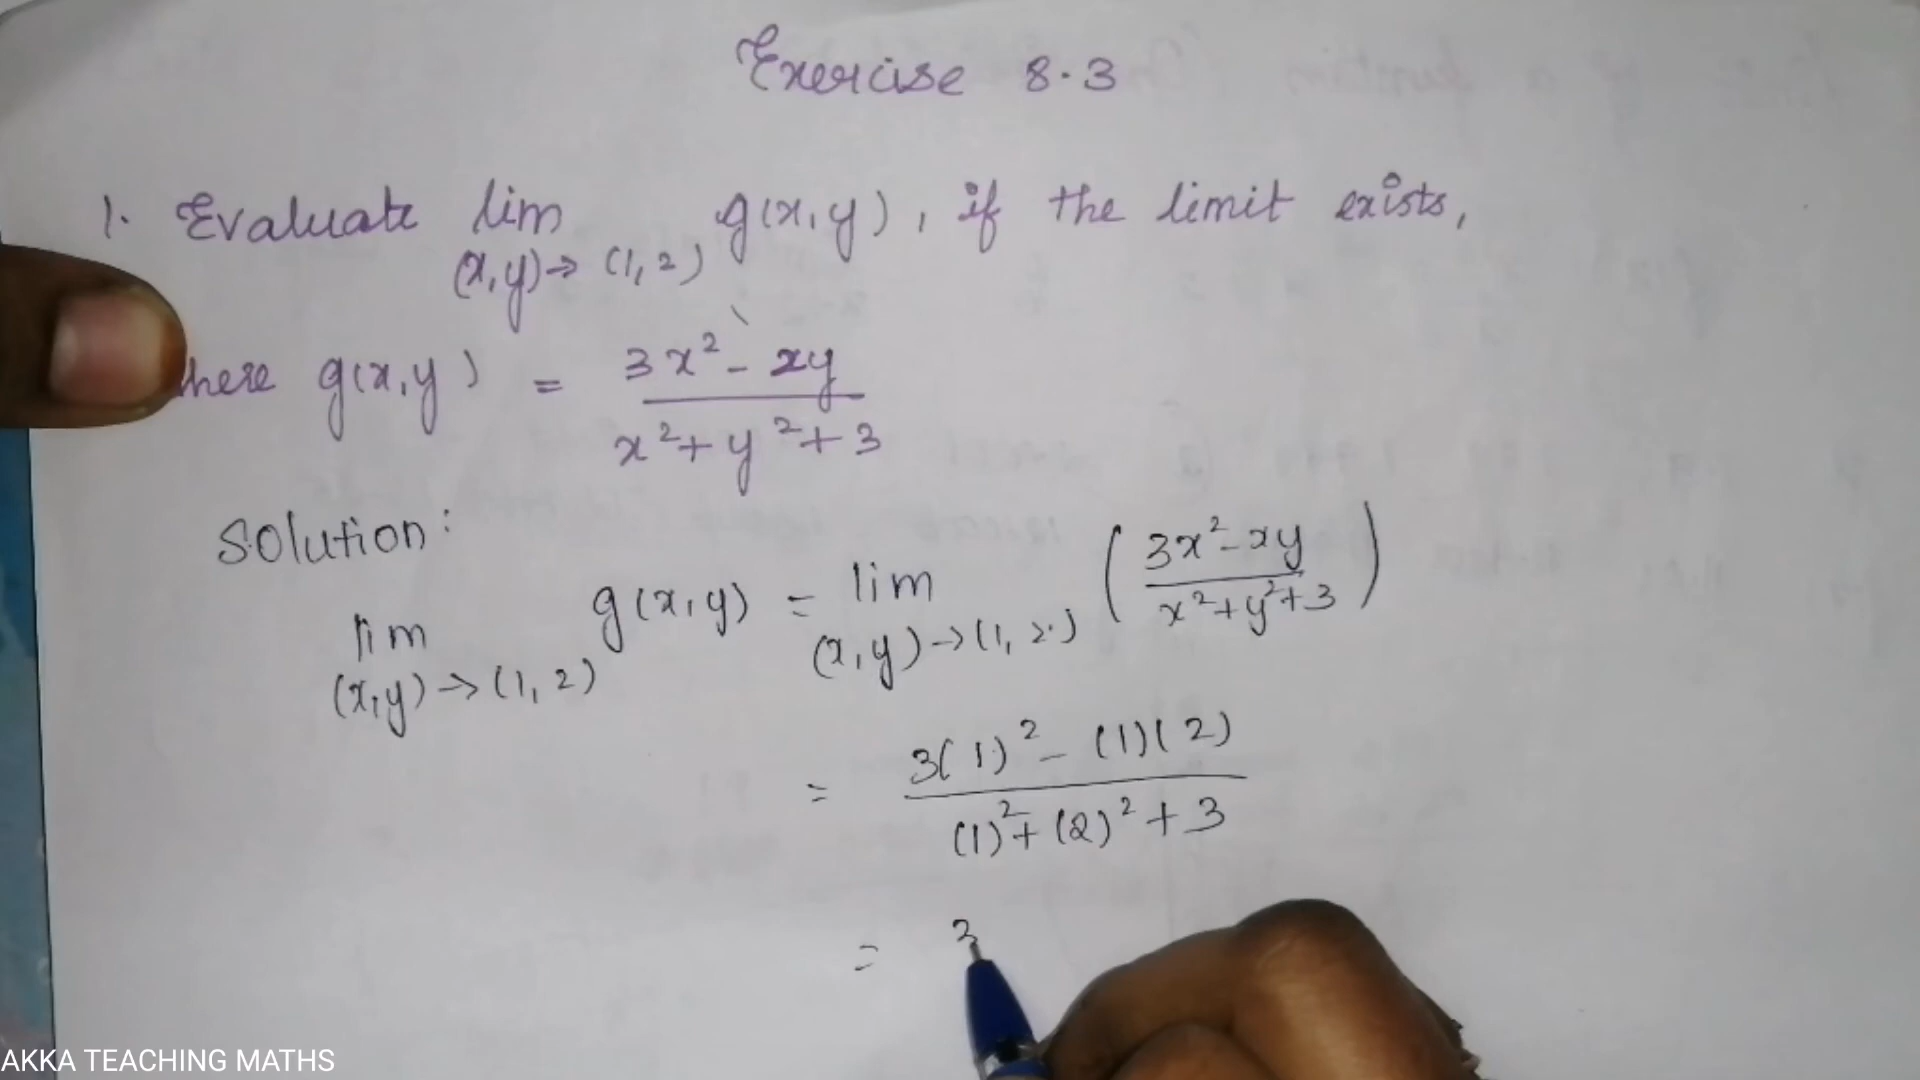 Exercise 8.3
1. Evaluate lim g(x,y), if the limit exists,
(x,y)→(1,2)
here g(x,y) = 3x² - xy
x² + y² + 3
Solution:
lim g(x,y) = lim (3x² - xy / x² + y² + 3)
(x,y)→(1,2) (x,y)→(1,2)
= 3(1)² - (1)(2)
(1)² + (2)² + 3
= 3
AKKA TEACHING MATHS